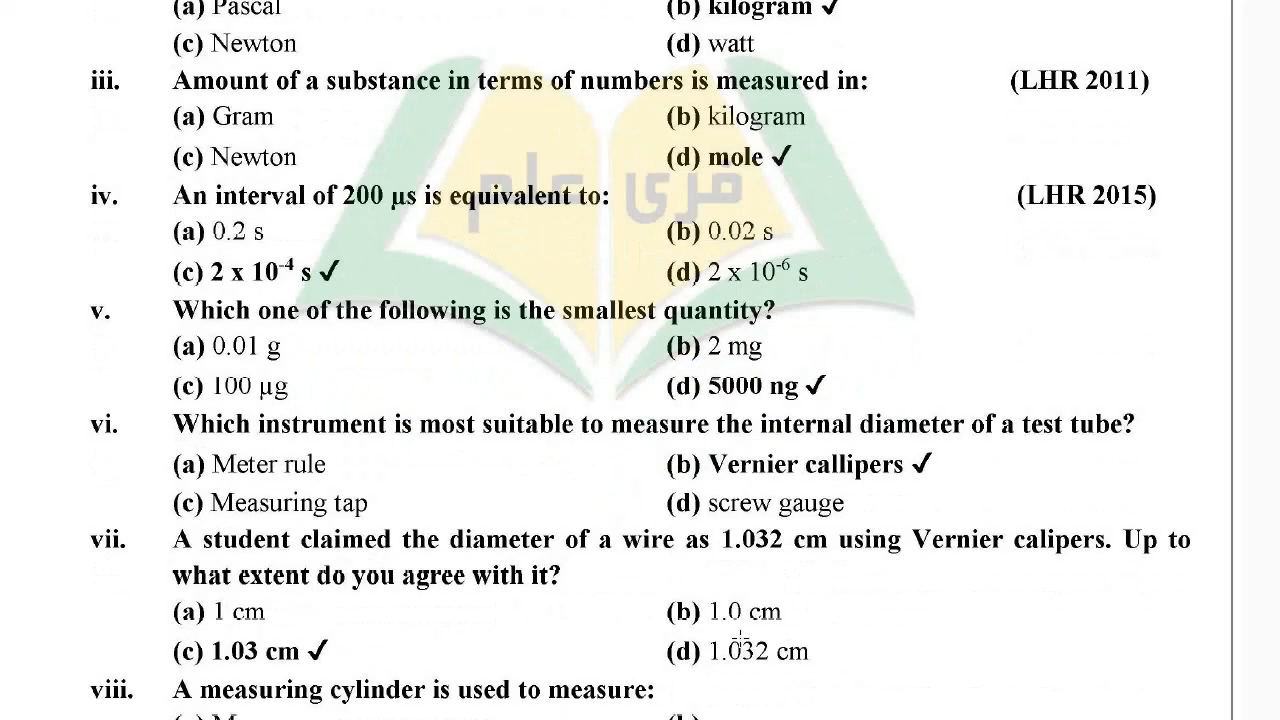 (a) Pascal (b) kilogram ✓
(c) Newton (d) watt
iii. Amount of a substance in terms of numbers is measured in: (LHR 2011)
(a) Gram (b) kilogram
(c) Newton (d) mole ✓
فری علم
iv. An interval of 200 µs is equivalent to: (LHR 2015)
(a) 0.2 s (b) 0.02 s
(c) 2 x 10⁻⁴ s ✓ (d) 2 x 10⁻⁶ s
v. Which one of the following is the smallest quantity?
(a) 0.01 g (b) 2 mg
(c) 100 µg (d) 5000 ng ✓
vi. Which instrument is most suitable to measure the internal diameter of a test tube?
(a) Meter rule (b) Vernier callipers ✓
(c) Measuring tap (d) screw gauge
vii. A student claimed the diameter of a wire as 1.032 cm using Vernier calipers. Up to
what extent do you agree with it?
(a) 1 cm (b) 1.0 cm
(c) 1.03 cm ✓ (d) 1.032 cm
viii. A measuring cylinder is used to measure: